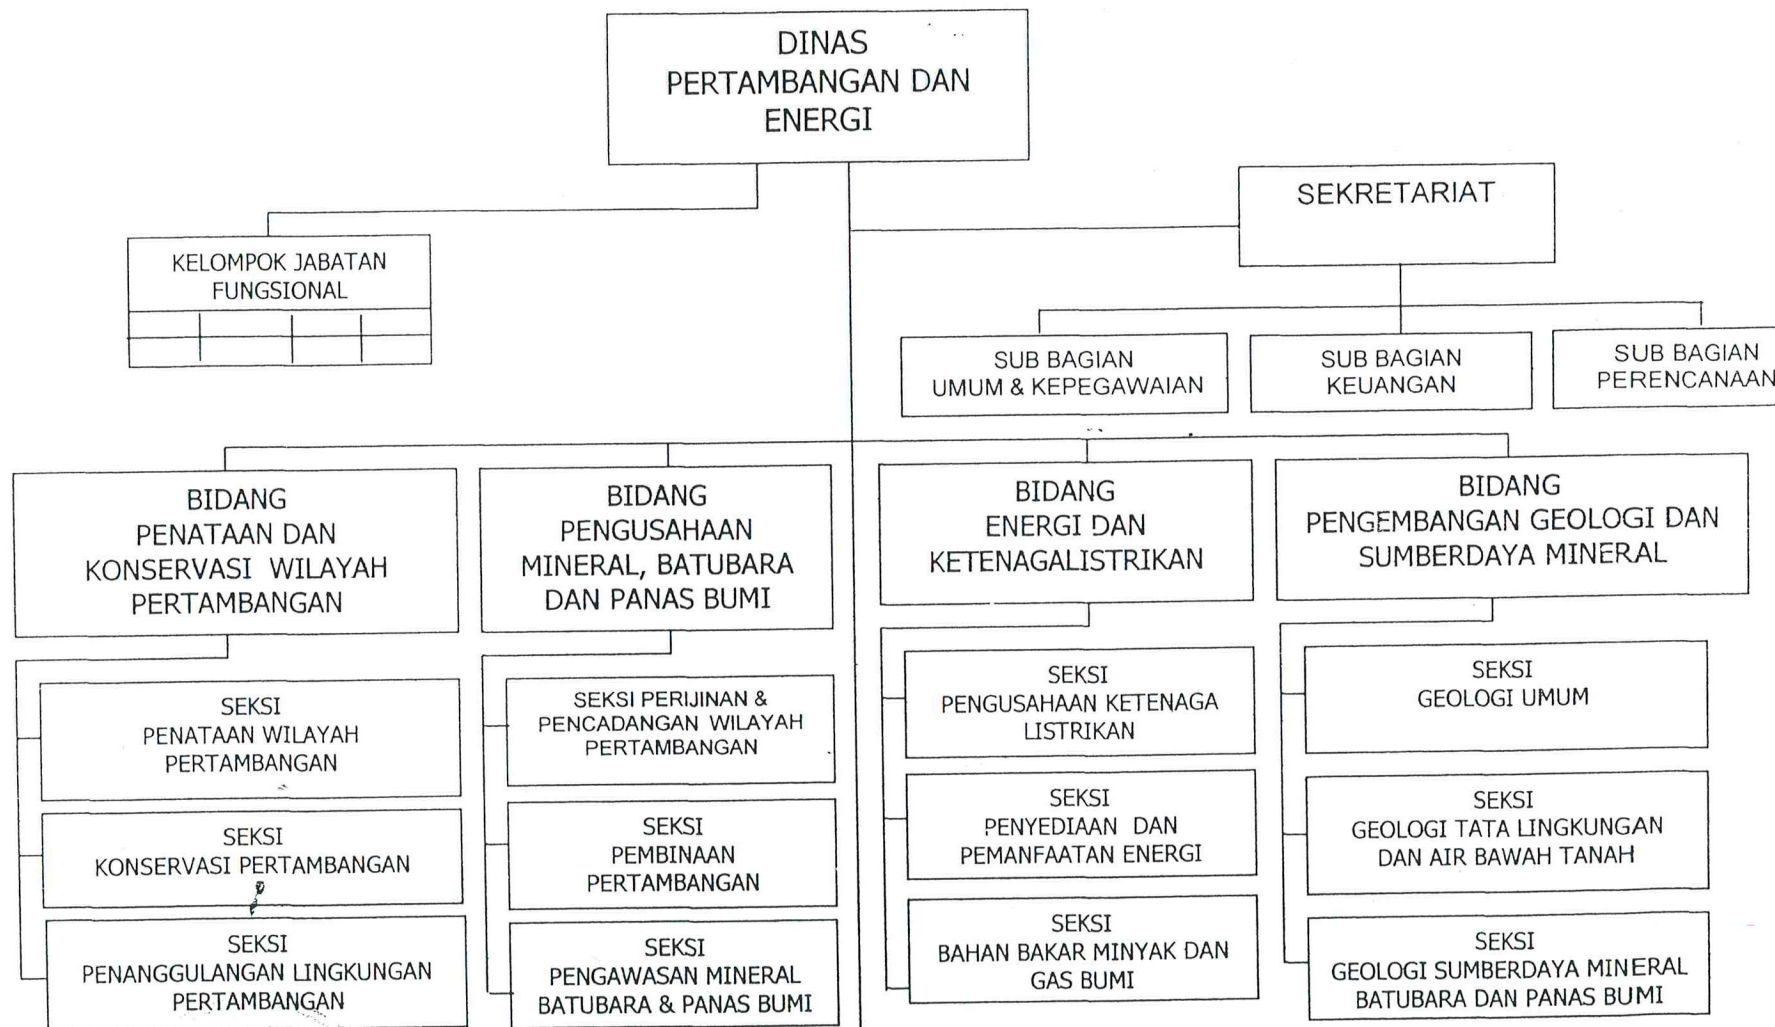 DINAS
PERTAMBANGAN DAN
ENERGI
SEKRETARIAT
KELOMPOK JABATAN
FUNGSIONAL
SUB BAGIAN
UMUM & KEPEGAWAIAN
SUB BAGIAN
KEUANGAN
SUB BAGIAN
PERENCANAAN
BIDANG
PENATAAN DAN
KONSERVASI WILAYAH
PERTAMBANGAN
BIDANG
PENGUSAHAAN
MINERAL, BATUBARA
DAN PANAS BUMI
BIDANG
ENERGI DAN
KETENAGALISTRIKAN
BIDANG
PENGEMBANGAN GEOLOGI DAN
SUMBERDAYA MINERAL
SEKSI
PENATAAN WILAYAH
PERTAMBANGAN
SEKSI
KONSERVASI PERTAMBANGAN
SEKSI
PENANGGULANGAN LINGKUNGAN
PERTAMBANGAN
SEKSI PERIJINAN &
PENCADANGAN WILAYAH
PERTAMBANGAN
SEKSI
PEMBINAAN
PERTAMBANGAN
SEKSI
PENGAWASAN MINERAL
BATUBARA & PANAS BUMI
SEKSI
PENGUSAHAAN KETENAGA
LISTRIKAN
SEKSI
PENYEDIAAN DAN
PEMANFAATAN ENERGI
SEKSI
BAHAN BAKAR MINYAK DAN
GAS BUMI
SEKSI
GEOLOGI UMUM
SEKSI
GEOLOGI TATA LINGKUNGAN
DAN AIR BAWAH TANAH
SEKSI
GEOLOGI SUMBERDAYA MINERAL
BATUBARA DAN PANAS BUMI